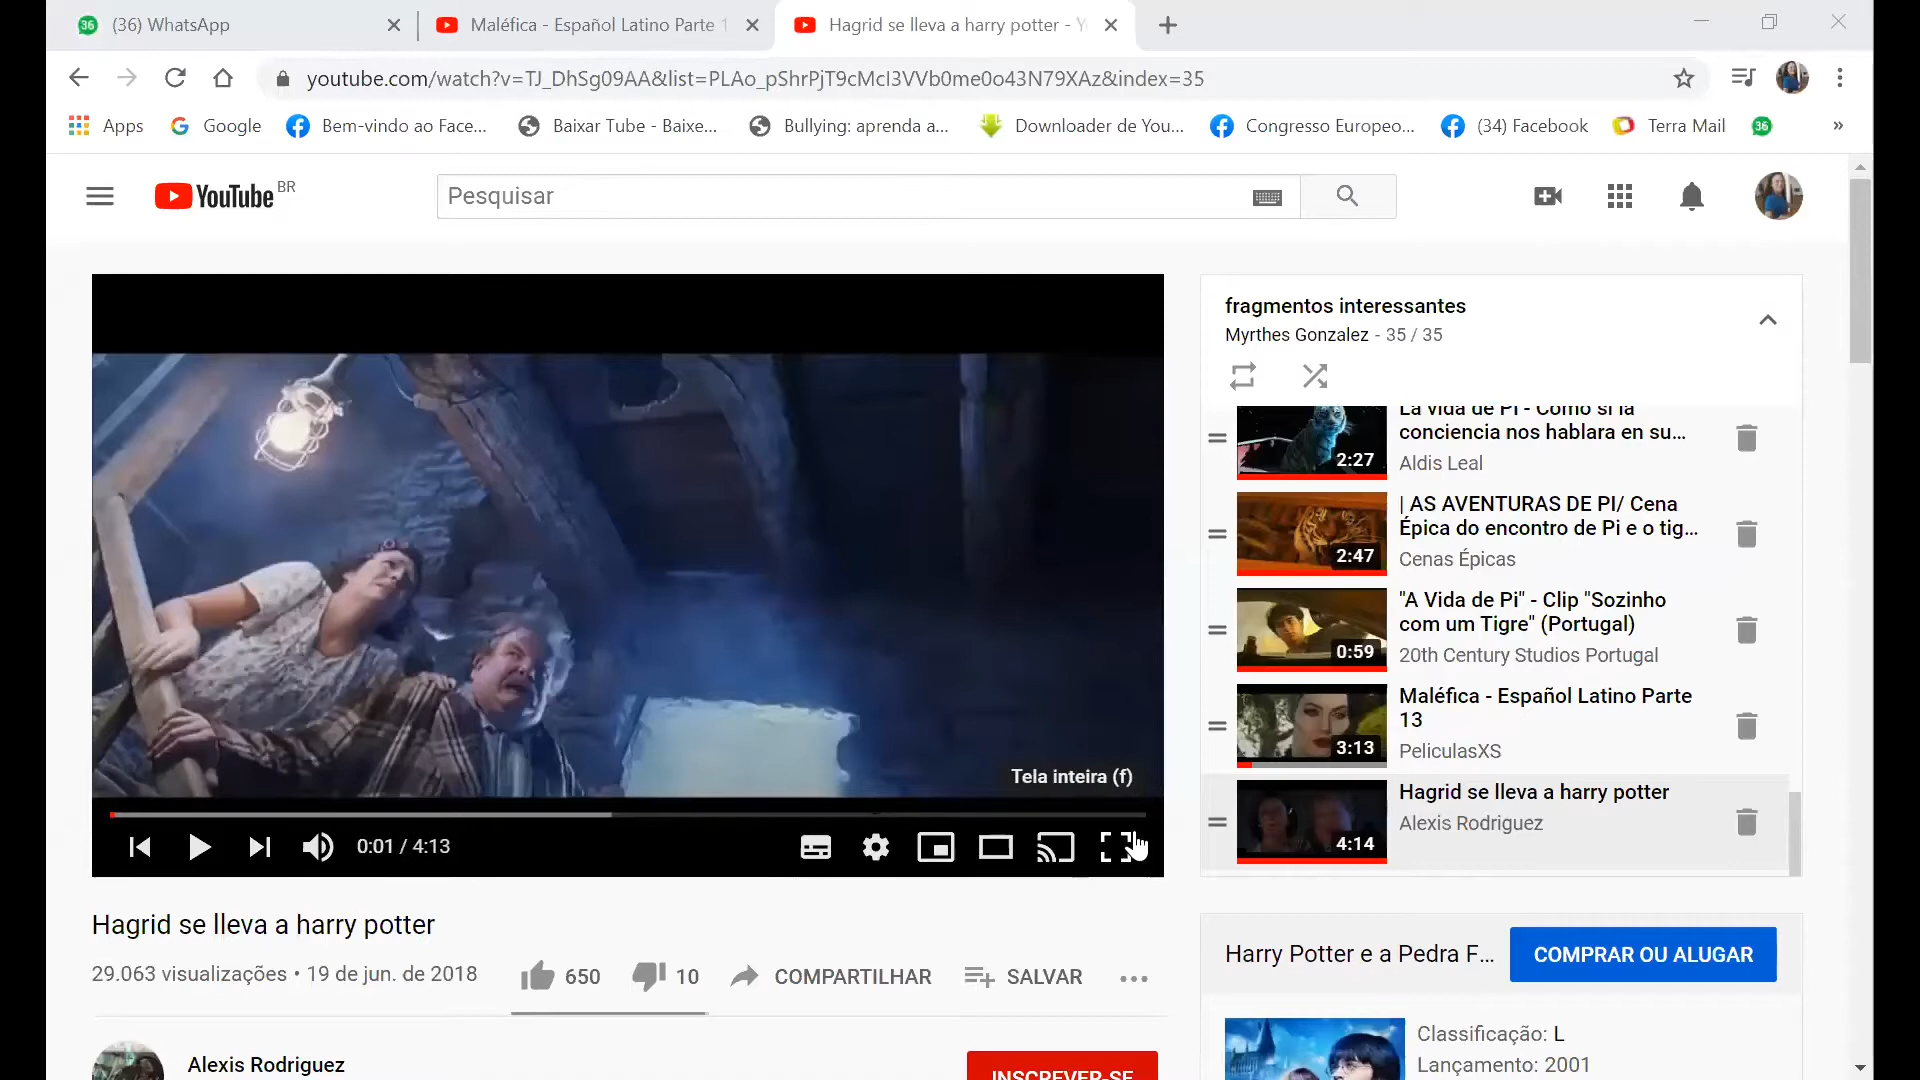 36 (36) WhatsApp
Maléfica - Español Latino Parte 1
Hagrid se lleva a harry potter - Y
youtube.com/watch?v=TJ_DhSg09AA&list=PLAo_pShrPjT9cMcI3VVb0me0o43N79XAz&index=35
Apps
Google
Bem-vindo ao Face...
Baixar Tube - Baixe...
Bullying: aprenda a...
Downloader de You...
Congresso Europeo...
(34) Facebook
Terra Mail
36
»
YouTube BR
Pesquisar
fragmentos interessantes
Myrthes Gonzalez - 35 / 35
La vida de Pi - Como si la
conciencia nos hablara en su...
Aldis Leal
2:27
| AS AVENTURAS DE PI/ Cena
Épica do encontro de Pi e o tig...
Cenas Épicas
2:47
"A Vida de Pi" - Clip "Sozinho
com um Tigre" (Portugal)
20th Century Studios Portugal
0:59
Maléfica - Español Latino Parte
13
PeliculasXS
3:13
Hagrid se lleva a harry potter
Alexis Rodriguez
4:14
Tela inteira (f)
0:01 / 4:13
Hagrid se lleva a harry potter
29.063 visualizações • 19 de jun. de 2018
650
10
COMPARTILHAR
SALVAR
Alexis Rodriguez
INSCREVER-SE
Harry Potter e a Pedra F...
COMPRAR OU ALUGAR
Classificação: L
Lançamento: 2001